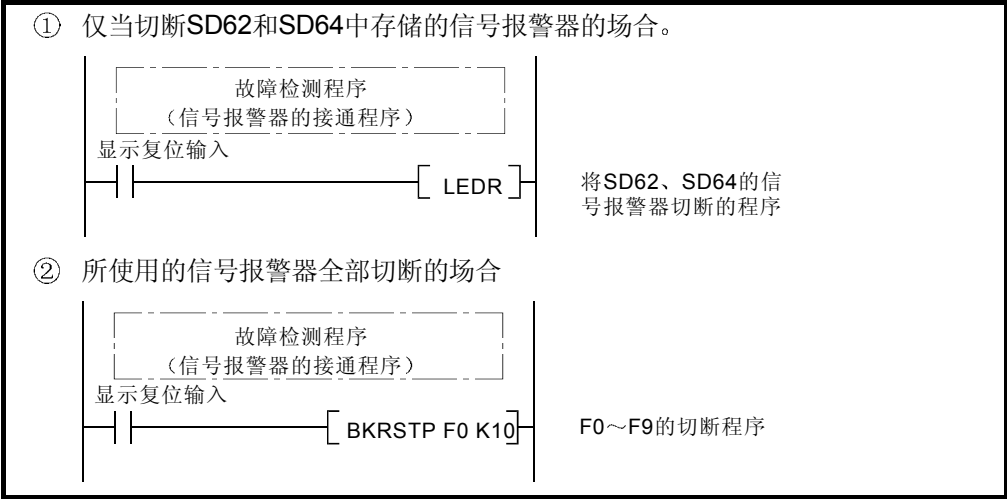 ① 仅当切断SD62和SD64中存储的信号报警器的场合。
故障检测程序
（信号报警器的接通程序）
显示复位输入
LEDR
将SD62、SD64的信
号报警器切断的程序
② 所使用的信号报警器全部切断的场合
故障检测程序
（信号报警器的接通程序）
显示复位输入
BKRSTP F0 K10
F0～F9的切断程序